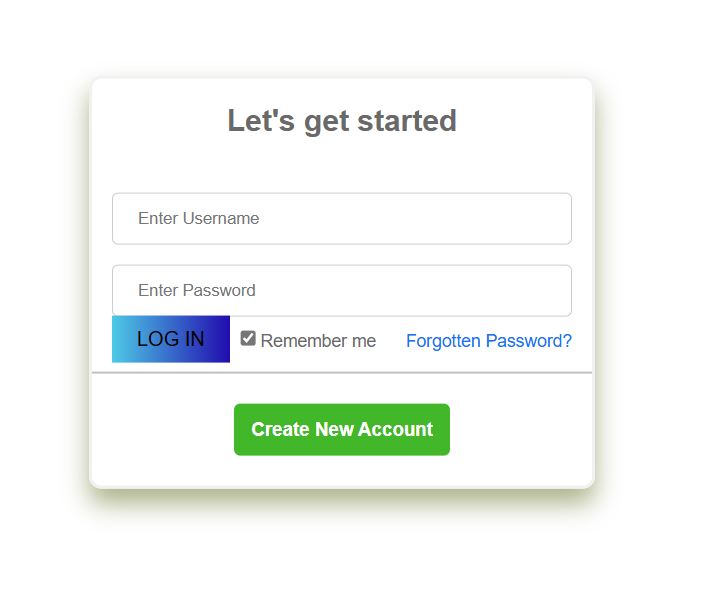 Let's get started
Enter Username
Enter Password
LOG IN Remember me Forgotten Password?
Create New Account